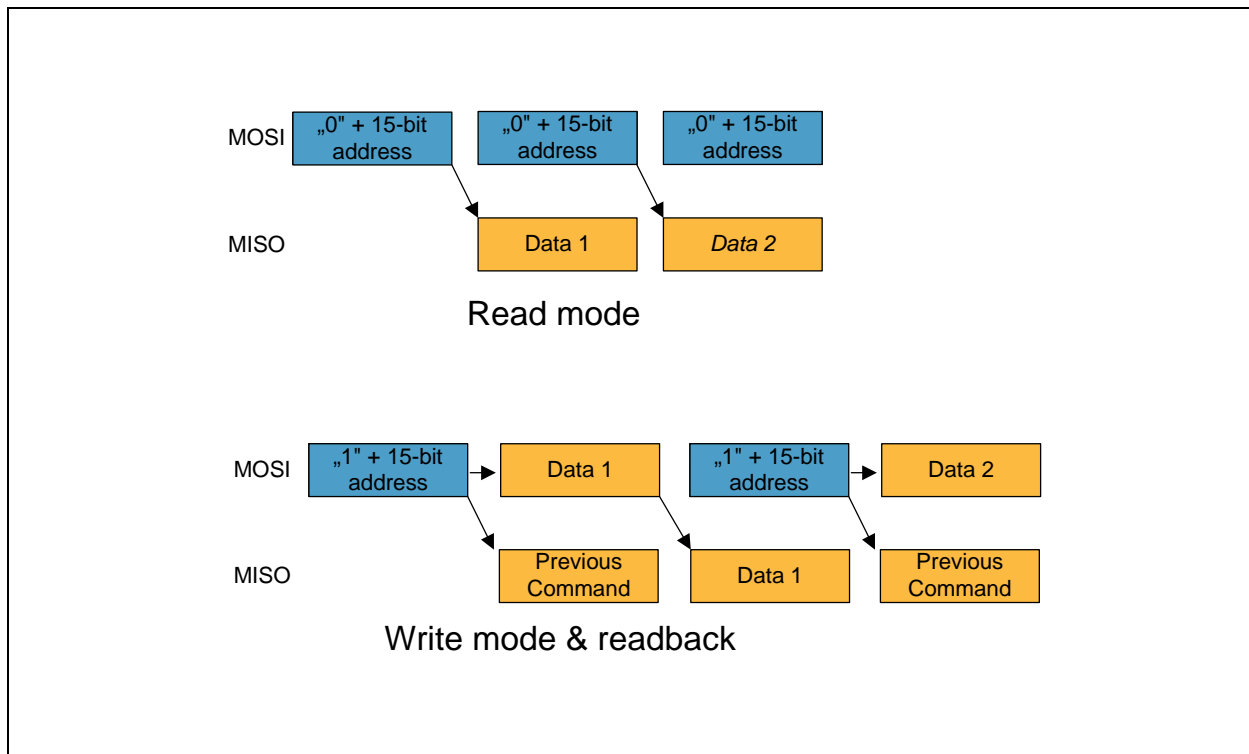 MOSI
„0" + 15-bit
address
„0" + 15-bit
address
„0" + 15-bit
address
MISO
Data 1
Data 2
Read mode
MOSI
„1" + 15-bit
address
Data 1
„1" + 15-bit
address
Data 2
MISO
Previous
Command
Data 1
Previous
Command
Write mode & readback